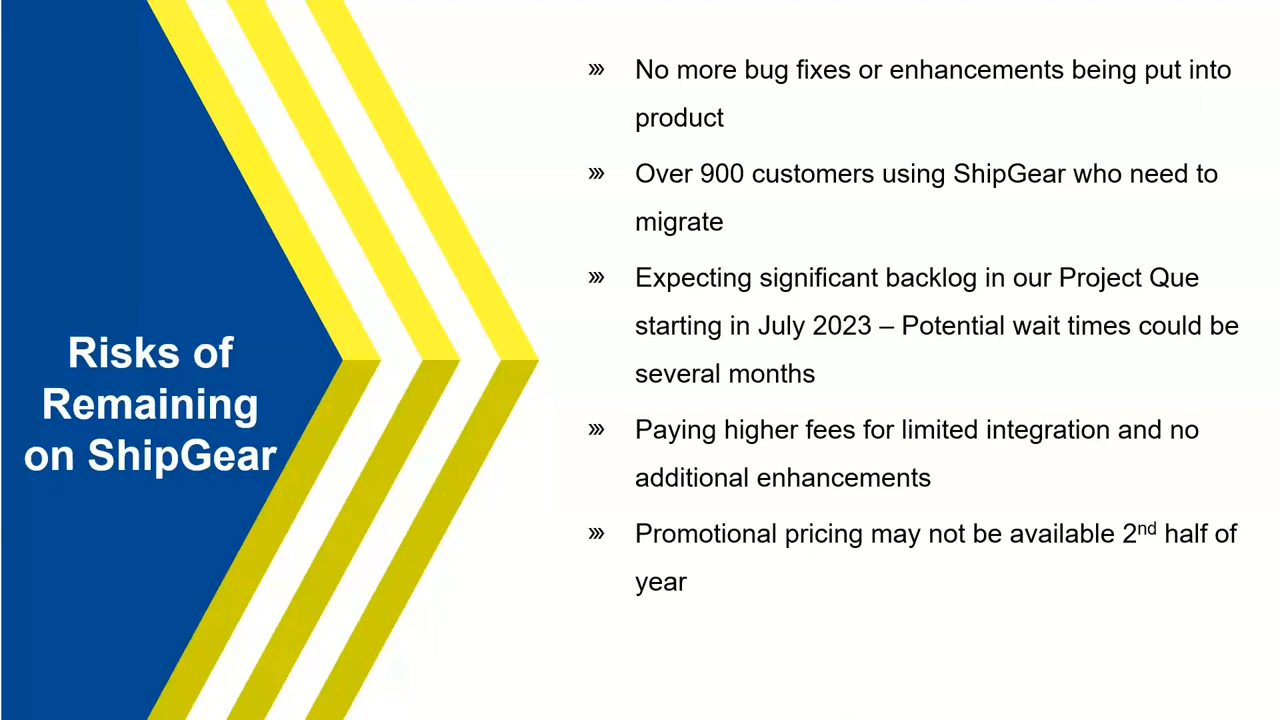 Risks of
Remaining
on ShipGear
››› No more bug fixes or enhancements being put into
product
››› Over 900 customers using ShipGear who need to
migrate
››› Expecting significant backlog in our Project Que
starting in July 2023 – Potential wait times could be
several months
››› Paying higher fees for limited integration and no
additional enhancements
››› Promotional pricing may not be available 2nd half of
year